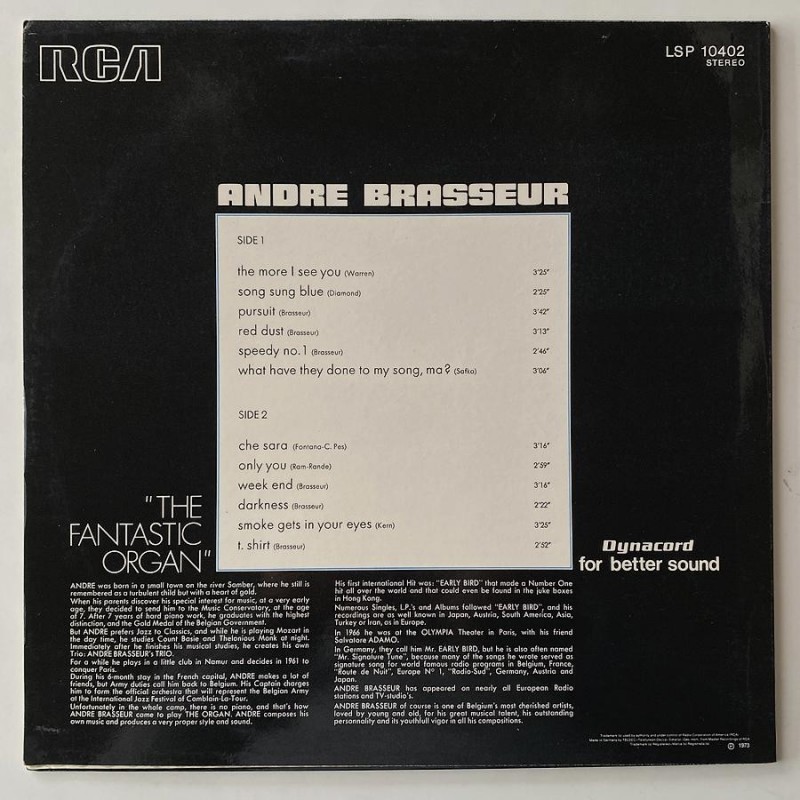 RCA
LSP 10402
STEREO
ANDRE BRASSEUR
SIDE 1
the more I see you (Warren) 3'25"
song sung blue (Diamond) 2'25"
pursuit (Brasseur) 3'42"
red dust (Brasseur) 3'13"
speedy no.1 (Brasseur) 2'46"
what have they done to my song, ma? (Safka) 3'06"
SIDE 2
che sara (Fontana-C. Pes) 3'16"
only you (Ram-Rande) 2'59"
week end (Brasseur) 3'16"
darkness (Brasseur) 2'22"
smoke gets in your eyes (Kern) 3'25"
t. shirt (Brasseur) 2'52"
"THE
FANTASTIC
ORGAN"
Dynacord
for better sound
ANDRE was born in a small town on the river Samber, where he still is
remembered as a turbulent child but with a heart of gold.
When his parents discover his special interest for music, at a very early
age, they decided to send him to the Music Conservatory, at the age
of 7. After 7 years of hard piano work, he graduates with the highest
distinction, and the Gold Medal of the Belgian Government.
But ANDRE prefers Jazz to Classics, and while he is playing Mozart in
the day time, he studies Count Basie and Thelonious Monk at night.
Immediately after he finishes his musical studies, he creates his own
Trio: ANDRE BRASSEUR's TRIO.
For a while he plays in a little club in Namur and decides in 1961 to
conquer Paris.
During his 6-month stay in the French capital, ANDRE makes a lot of
friends, but Army duties call him back to Belgium. His Captain charges
him to form the official orchestra that will represent the Belgian Army
at the International Jazz Festival of Comblain-La-Tour.
Unfortunately in the whole camp, there is no piano, and that's how
ANDRE BRASSEUR came to play THE ORGAN. ANDRE composes his
own music and produces a very proper style and sound.
His first international Hit was: "EARLY BIRD" that made a Number One
hit all over the world and that could even be found in the juke boxes
in Hong Kong.
Numerous Singles, L.P.'s and Albums followed "EARLY BIRD", and his
recordings are as well known in Japan, Austria, South America, Asia,
Turkey or Iran, as in Europe.
In 1966 he was at the OLYMPIA Theater in Paris, with his friend
Salvatore ADAMO.
In Germany, they call him Mr. EARLY BIRD, but he is also often named
"Mr. Signature Tune", because many of the songs he wrote served as
signature song for world famous radio programs in Belgium, France,
"Route de Nuit", Europe Nº 1, "Radio-Sud", Germany, Austria and
Japan.
ANDRE BRASSEUR has appeared on nearly all European Radio
stations and TV-studio's.
ANDRE BRASSEUR of course is one of Belgium's most cherished artists,
loved by young and old, for his great musical talent, his outstanding
personnality and its youthfull vigor in all his compositions.
℗ 1973